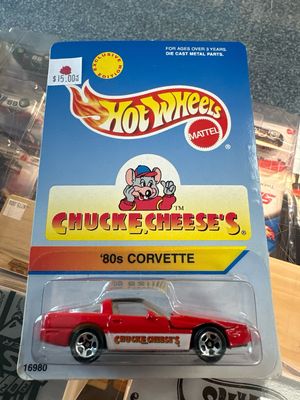 $15.00
EXCLUSIVE
EDITION
FOR AGES OVER 3 YEARS.
DIE CAST METAL PARTS.
HOT WHEELS
MATTEL
®
TM
CHUCK E. CHEESE'S®
'80s CORVETTE
CHUCK E. CHEESE'S
16980